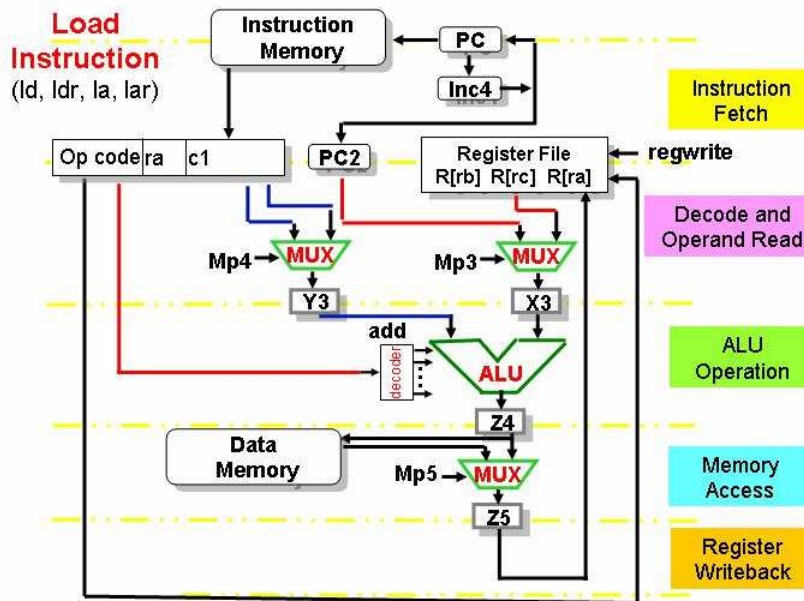 Load
Instruction
(ld, ldr, la, lar)
Instruction
Memory
PC
Inc4
Instruction
Fetch
Op code ra c1
PC2
Register File
R[rb] R[rc] R[ra]
regwrite
Decode and
Operand Read
Mp4
MUX
Mp3
MUX
Y3
X3
add
decoder
ALU
ALU
Operation
Z4
Data
Memory
Mp5
MUX
Memory
Access
Z5
Register
Writeback